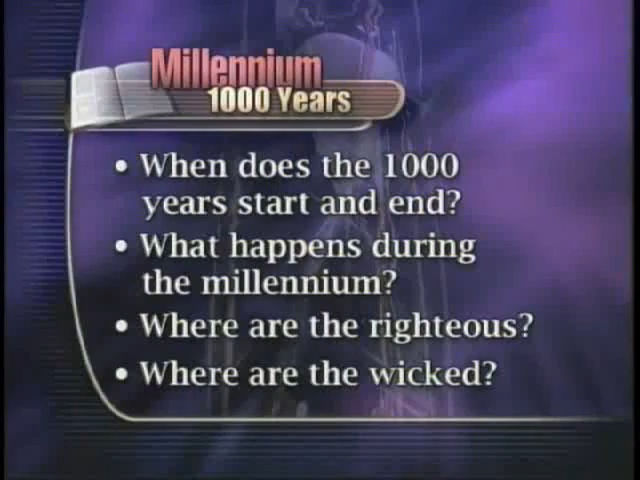 Millennium
1000 Years
• When does the 1000
years start and end?
• What happens during
the millennium?
• Where are the righteous?
• Where are the wicked?